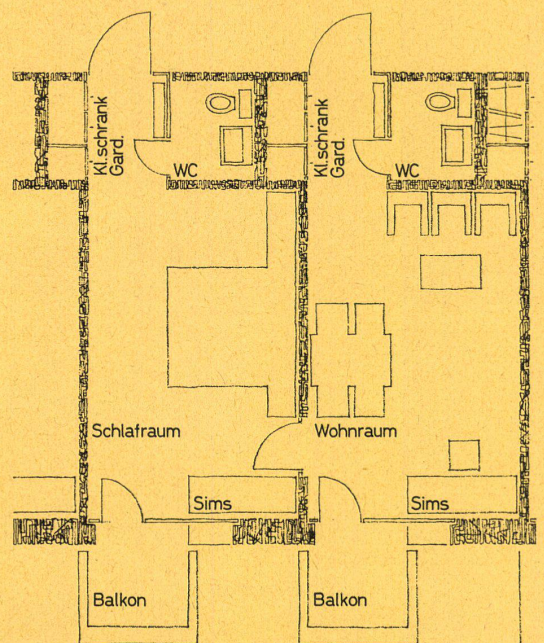 Kl.schrank
Gard.
WC
Kl.schrank
Gard.
WC
Schlafraum
Wohnraum
Sims
Sims
Balkon
Balkon